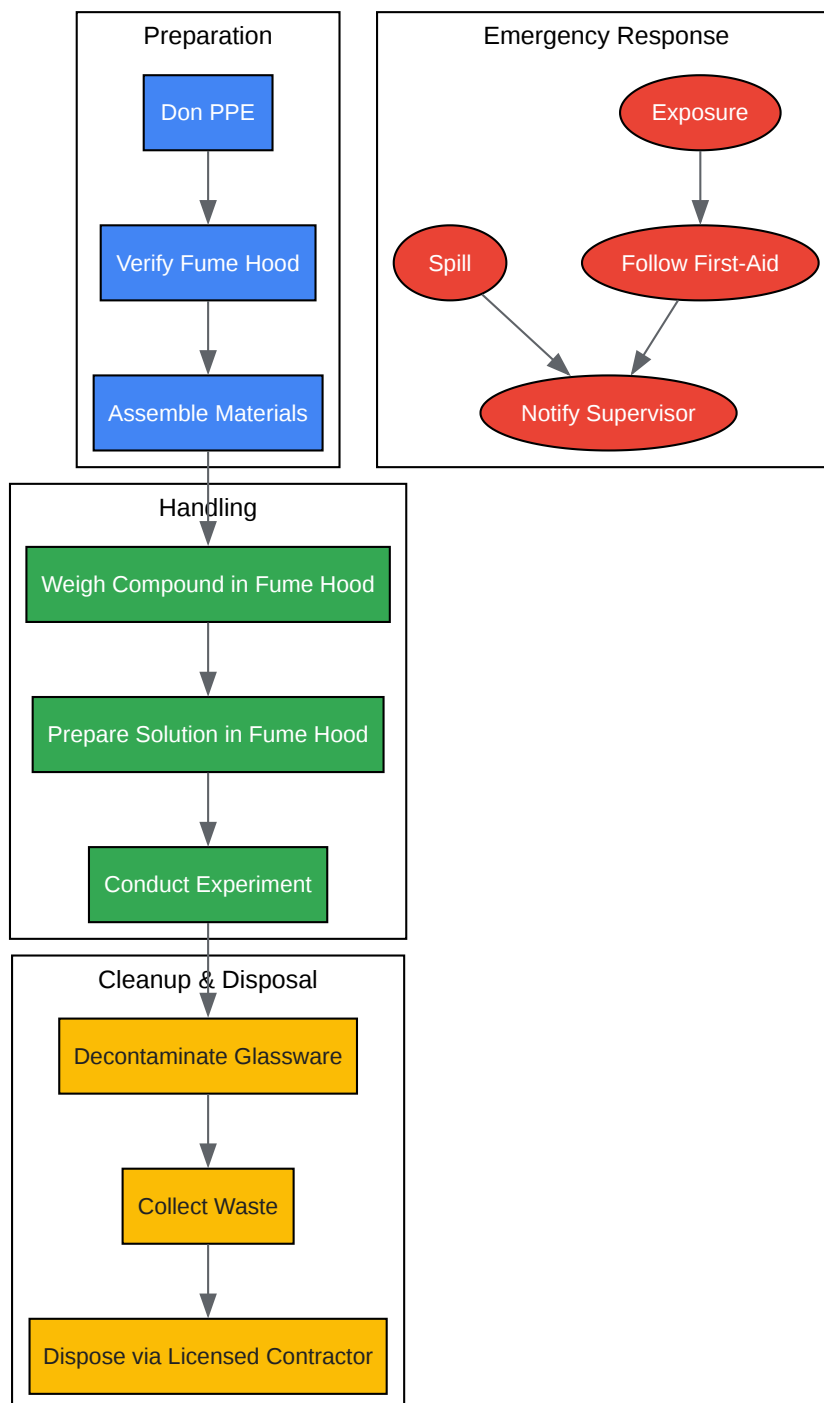 Preparation
Don PPE
Verify Fume Hood
Assemble Materials
Emergency Response
Exposure
Spill
Follow First-Aid
Notify Supervisor
Handling
Weigh Compound in Fume Hood
Prepare Solution in Fume Hood
Conduct Experiment
Cleanup & Disposal
Decontaminate Glassware
Collect Waste
Dispose via Licensed Contractor